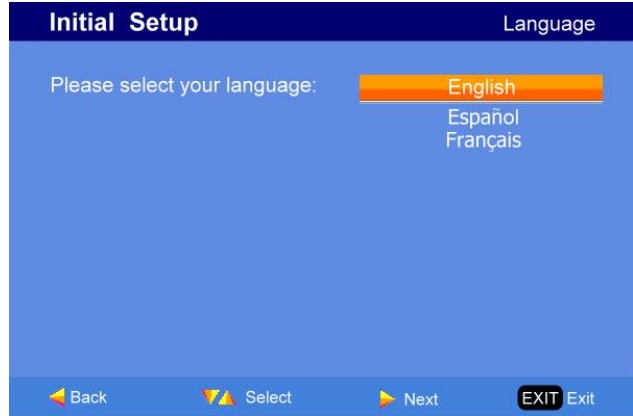 Initial Setup
Language
Please select your language:
English
Español
Français
Back
Select
Next
EXIT Exit